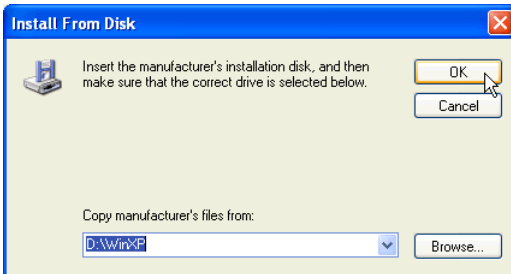 Install From Disk
Insert the manufacturer's installation disk, and then
make sure that the correct drive is selected below.
OK
Cancel
Copy manufacturer's files from:
D:\WinXP
Browse...